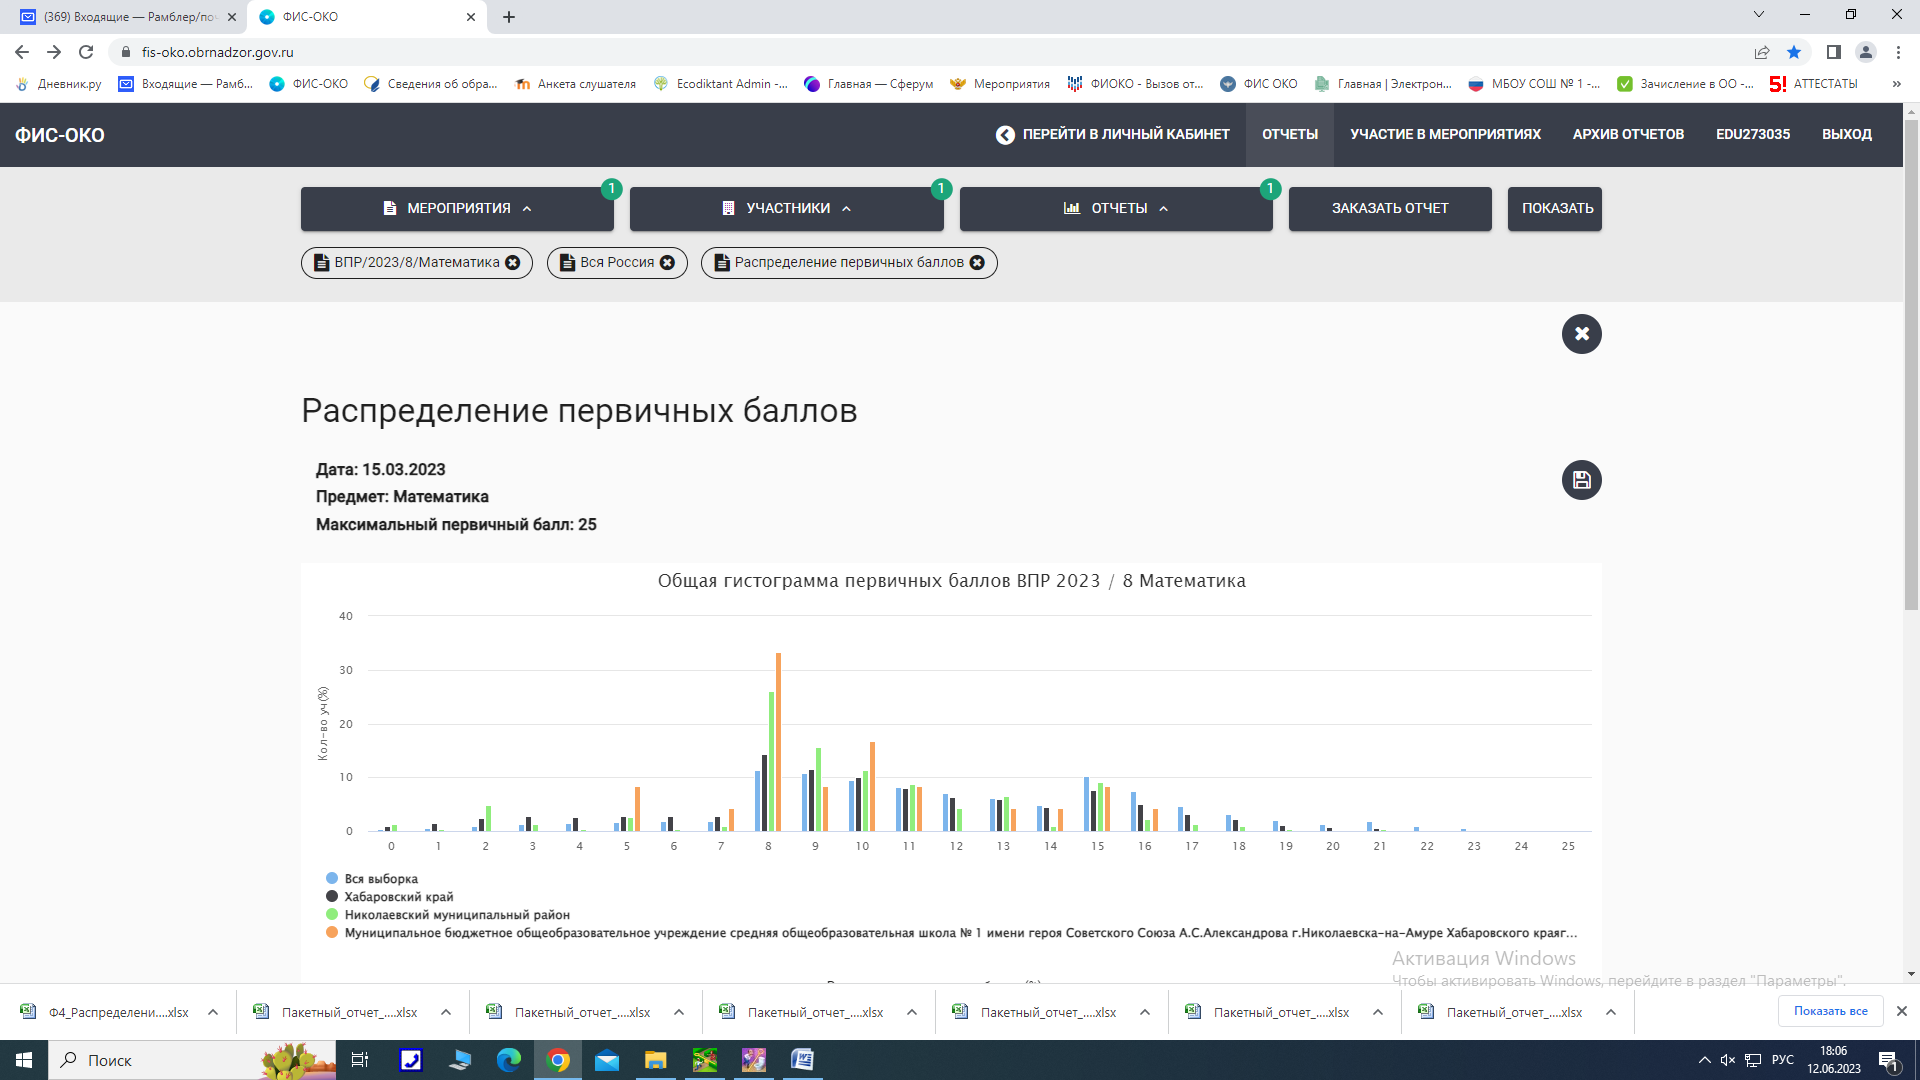 (369) Входящие — Рамблер/поч
ФИС-ОКО
fis-oko.obrnadzor.gov.ru
Дневник.ру
Входящие — Рамб...
ФИС-ОКО
Сведения об обра...
Анкета слушателя
Ecodiktant Admin -...
Главная — Сферум
Мероприятия
ФИОКО - Вызов от...
ФИС ОКО
Главная | Электрон...
МБОУ СОШ № 1 -...
Зачисление в ОО -...
5! АТТЕСТАТЫ
»
ФИС-ОКО
ПЕРЕЙТИ В ЛИЧНЫЙ КАБИНЕТ
ОТЧЕТЫ
УЧАСТИЕ В МЕРОПРИЯТИЯХ
АРХИВ ОТЧЕТОВ
EDU273035
ВЫХОД
МЕРОПРИЯТИЯ 1
УЧАСТНИКИ 1
ОТЧЕТЫ 1
ЗАКАЗАТЬ ОТЧЕТ
ПОКАЗАТЬ
ВПР/2023/8/Математика
Вся Россия
Распределение первичных баллов
Распределение первичных баллов
Дата: 15.03.2023
Предмет: Математика
Максимальный первичный балл: 25
Общая гистограмма первичных баллов ВПР 2023 / 8 Математика
Кол-во уч(%)
40
30
20
10
0
0 1 2 3 4 5 6 7 8 9 10 11 12 13 14 15 16 17 18 19 20 21 22 23 24 25
Вся выборка
Хабаровский край
Николаевский муниципальный район
Муниципальное бюджетное общеобразовательное учреждение средняя общеобразовательная школа № 1 имени героя Советского Союза А.С.Александрова г.Николаевска-на-Амуре Хабаровского краяг...
Активация Windows
Чтобы активировать Windows, перейдите в раздел "Параметры".
Ф4_Распределени....xlsx
Пакетный_отчет_....xlsx
Пакетный_отчет_....xlsx
Пакетный_отчет_....xlsx
Пакетный_отчет_....xlsx
Пакетный_отчет_....xlsx
Пакетный_отчет_....xlsx
Показать все
Поиск
РУС
18:06
12.06.2023
1